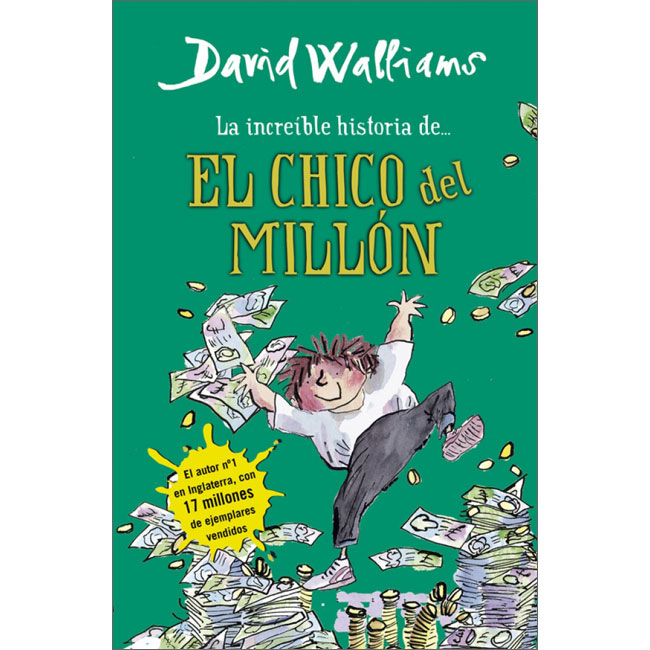 David Walliams
La increíble historia de...
EL CHICO del
MILLÓN
El autor nº1
en Inglaterra, con
17 millones
de ejemplares
vendidos